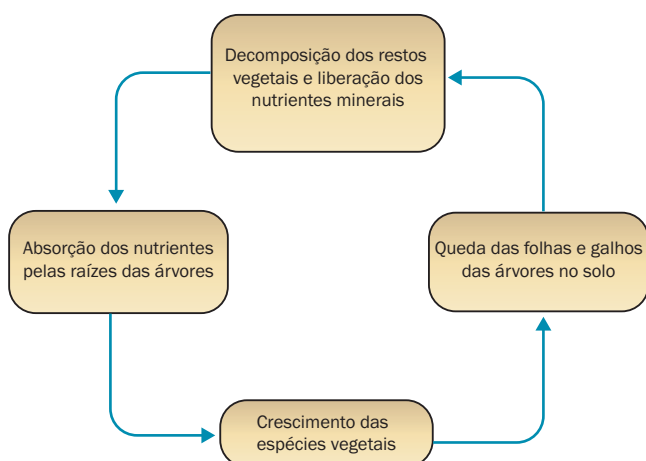 Decomposição dos restos
vegetais e liberação dos
nutrientes minerais
Absorção dos nutrientes
pelas raízes das árvores
Queda das folhas e galhos
das árvores no solo
Crescimento das
espécies vegetais